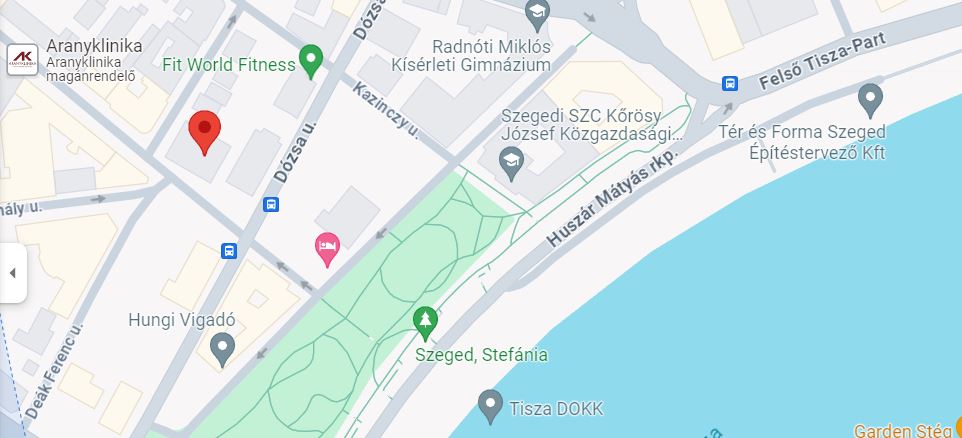 Aranyklinika
Aranyklinika
magánrendelő
Fit World Fitness
Dózsa u.
Radnóti Miklós
Kísérleti Gimnázium
Felső Tisza-Part
Kazinczy u.
Szegedi SZC Kőrösy
József Közgazdasági...
Tér és Forma Szeged
Építéstervező Kft
Dózsa u.
Huszár Mátyás rkp.
hály u.
Hungi Vigadó
Szeged, Stefánia
Deák Ferenc u.
Tisza DOKK
Garden Stég